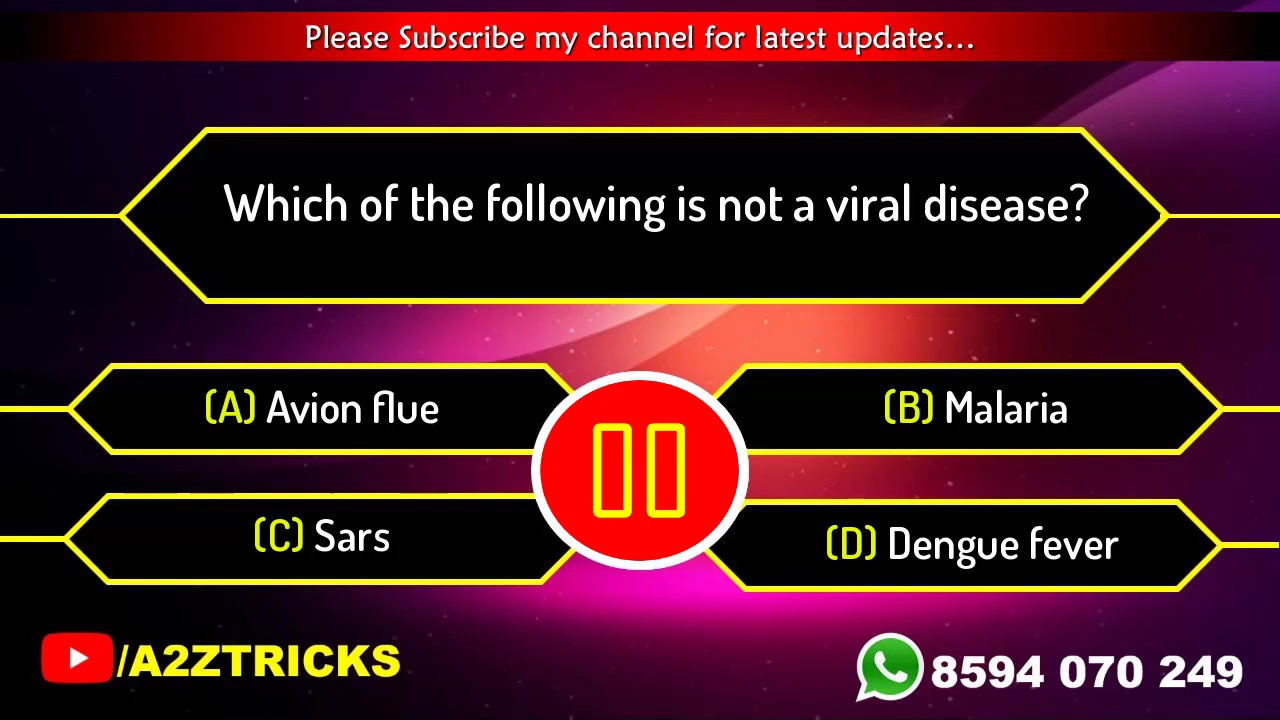 Please Subscribe my channel for latest updates...
Which of the following is not a viral disease?
(A) Avion flue
(B) Malaria
(C) Sars
(D) Dengue fever
/A2ZTRICKS
8594 070 249